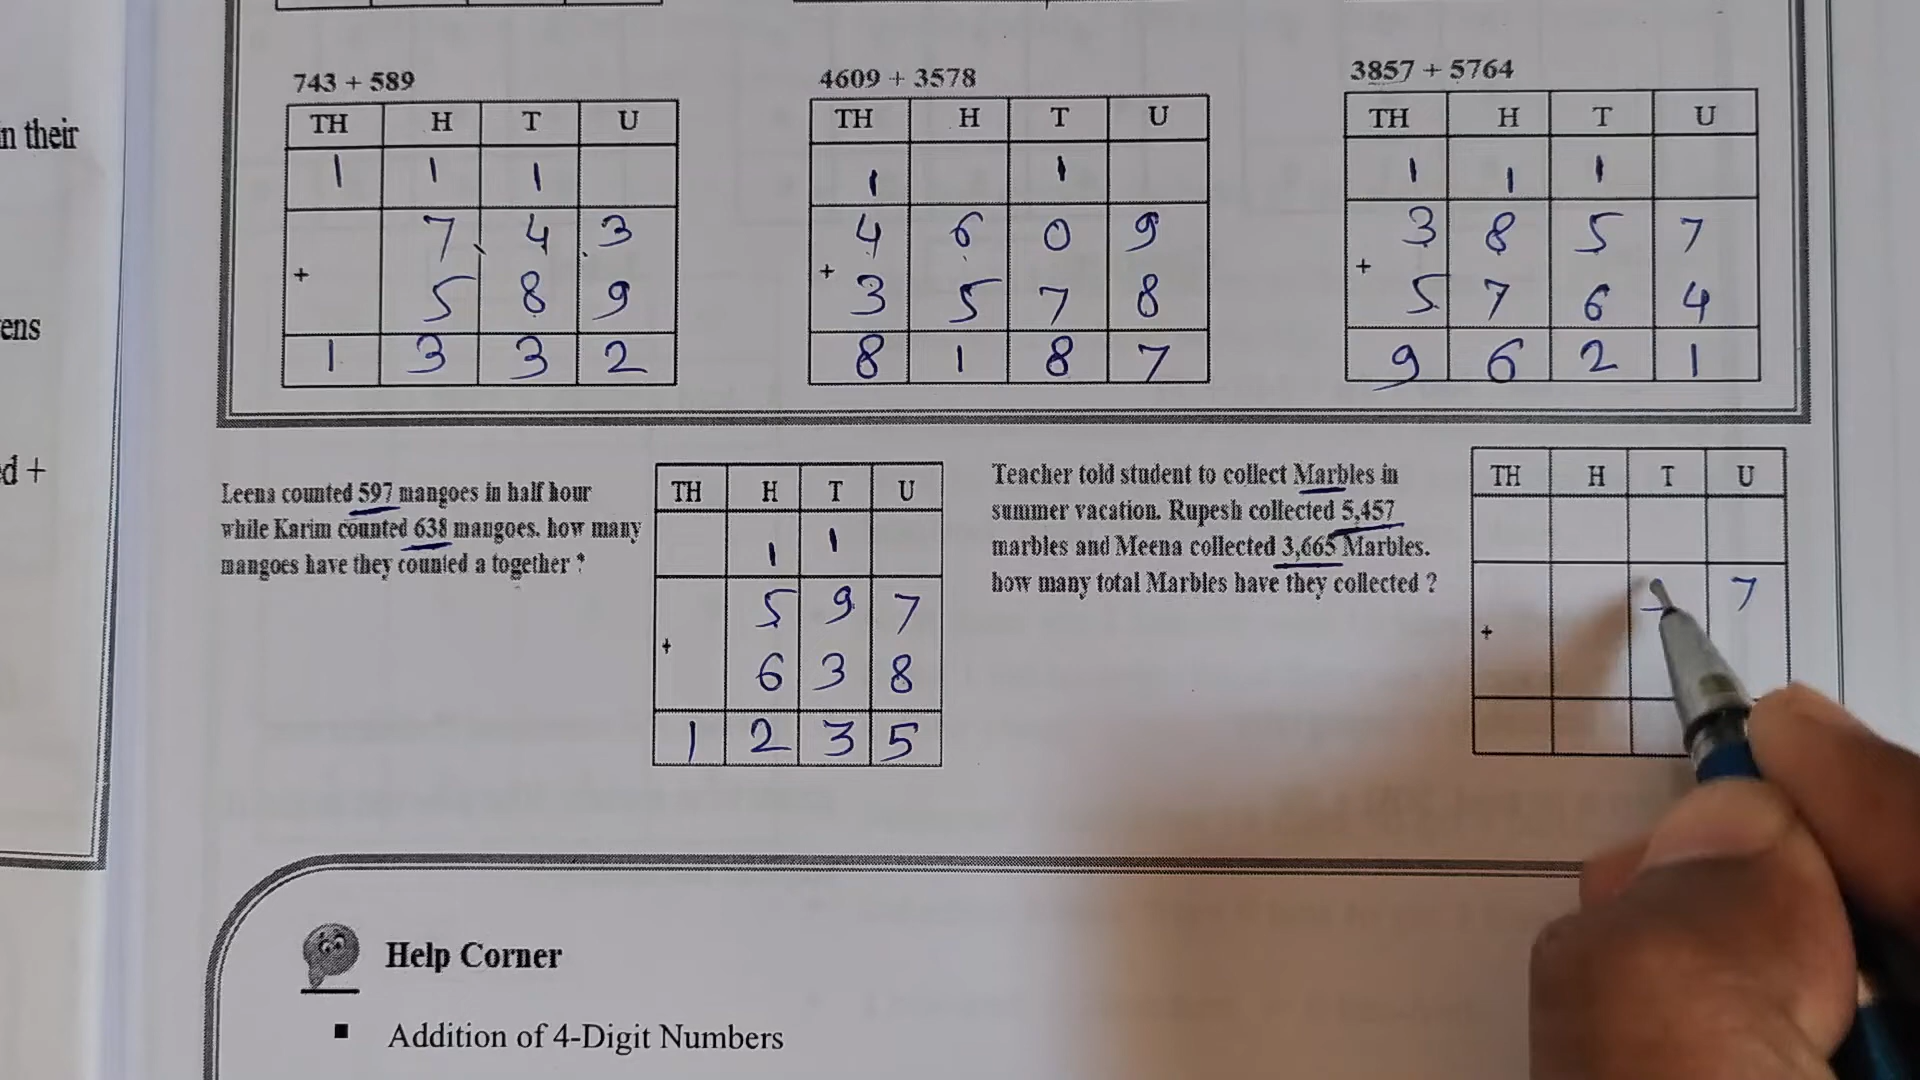 743 + 589
TH H T U
1 1 1
7 4 3
+
5 8 9
1 3 3 2
4609 + 3578
TH H T U
1 1
4 6 0 9
+
3 5 7 8
8 1 8 7
3857 + 5764
TH H T U
1 1 1
3 8 5 7
+
5 7 6 4
9 6 2 1
n their
ens
d +
Leena counted 597 mangoes in half hour
while Karim counted 638 mangoes. how many
mangoes have they counted a together ?
TH H T U
1 1
5 9 7
+
6 3 8
1 2 3 5
Teacher told student to collect Marbles in
summer vacation. Rupesh collected 5,457
marbles and Meena collected 3,665 Marbles.
how many total Marbles have they collected ?
TH H T U
7
+
Help Corner
▪ Addition of 4-Digit Numbers